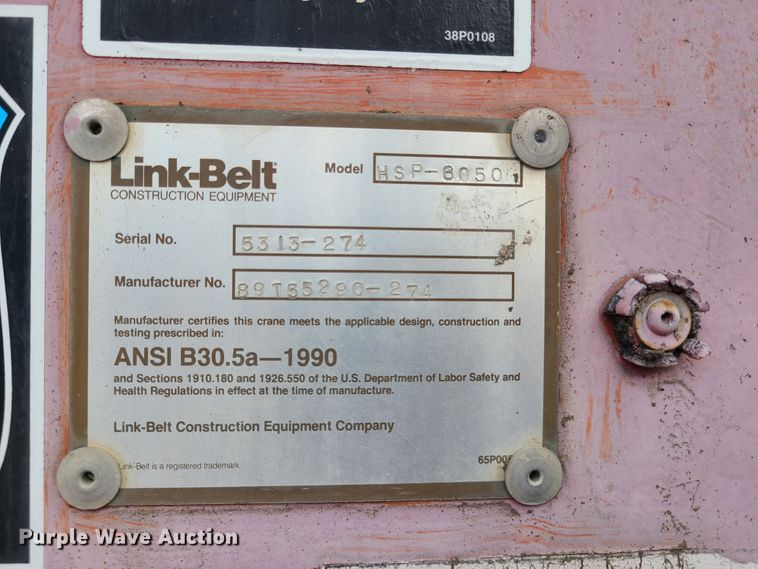 38P0108
Link-Belt
CONSTRUCTION EQUIPMENT
Model HSP-8050
Serial No. 5313-274
Manufacturer No. 89T55290-274
Manufacturer certifies this crane meets the applicable design, construction and
testing prescribed in:
ANSI B30.5a—1990
and Sections 1910.180 and 1926.550 of the U.S. Department of Labor Safety and
Health Regulations in effect at the time of manufacture.
Link-Belt Construction Equipment Company
Link-Belt is a registered trademark.
Purple Wave Auction